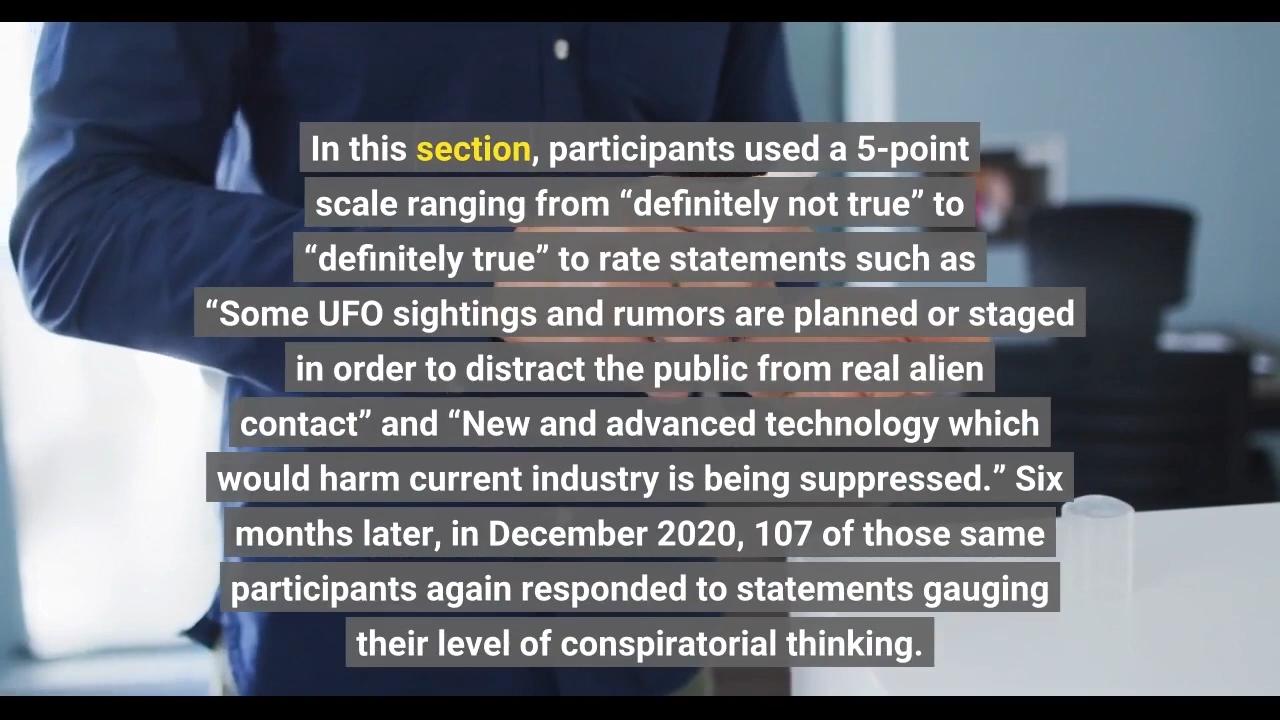 In this section, participants used a 5-point
scale ranging from “definitely not true” to
“definitely true” to rate statements such as
“Some UFO sightings and rumors are planned or staged
in order to distract the public from real alien
contact” and “New and advanced technology which
would harm current industry is being suppressed.” Six
months later, in December 2020, 107 of those same
participants again responded to statements gauging
their level of conspiratorial thinking.